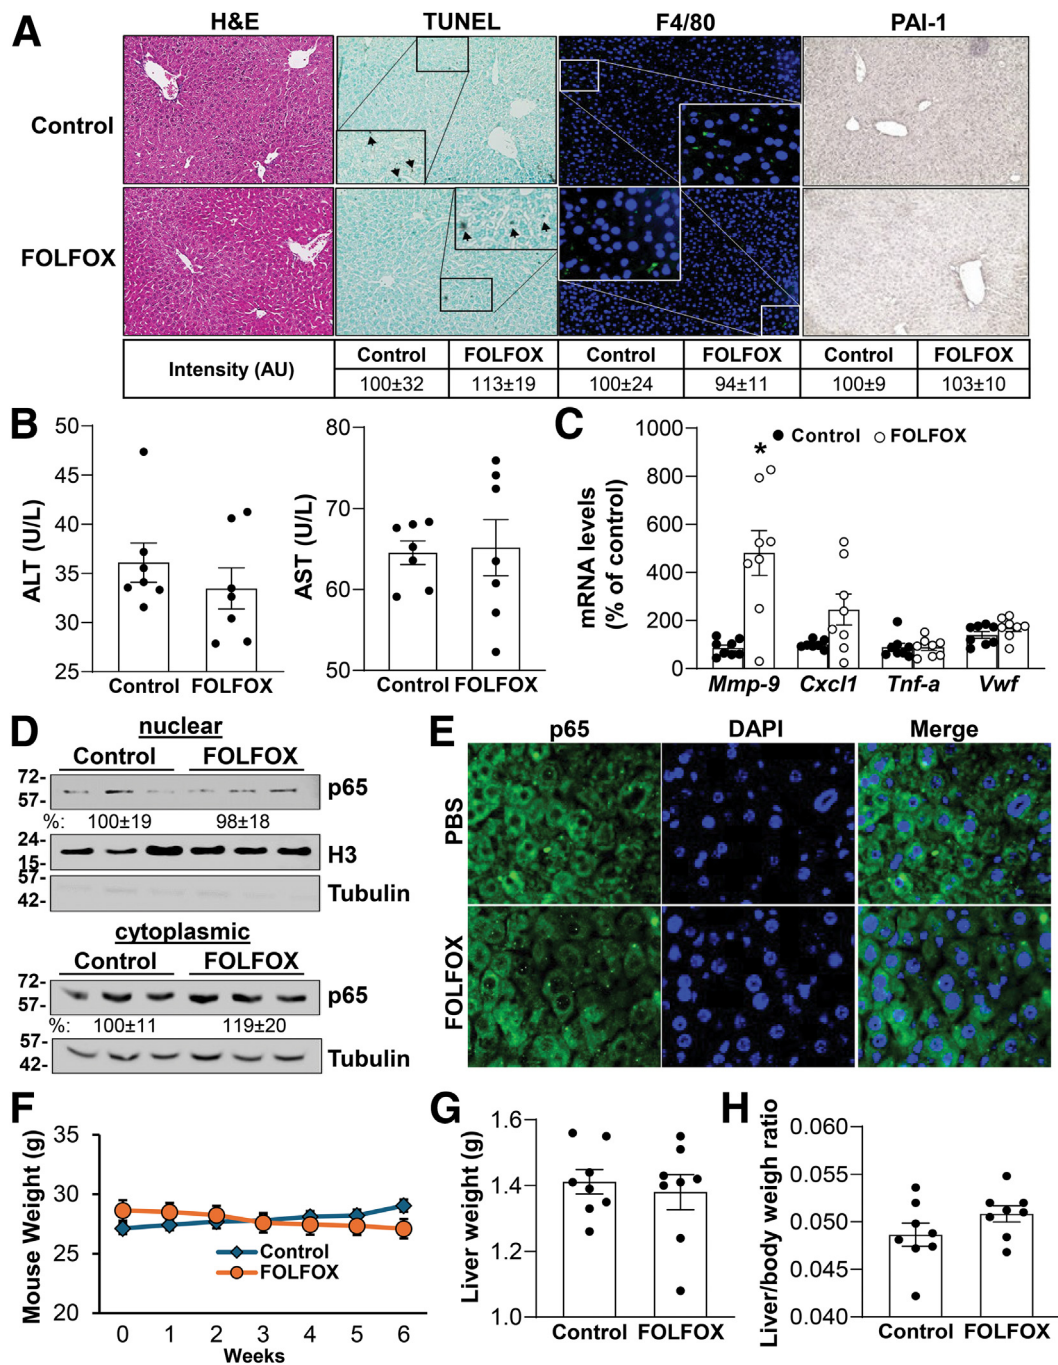 A
H&E TUNEL F4/80 PAI-1
Control
FOLFOX
Intensity (AU)
Control FOLFOX Control FOLFOX Control FOLFOX
100±32 113±19 100±24 94±11 100±9 103±10
B
ALT (U/L)
50
45
40
35
30
25
Control FOLFOX
AST (U/L)
80
70
60
50
Control FOLFOX
C
mRNA levels
(% of control)
1000
800
600
400
200
0
Control FOLFOX
*
Mmp-9 Cxcl1 Tnf-a Vwf
D
nuclear
Control FOLFOX
72-
57-
p65
%: 100±19 98±18
24-
15-
H3
57-
42-
Tubulin
cytoplasmic
Control FOLFOX
72-
57-
p65
%: 100±11 119±20
57-
42-
Tubulin
E
p65 DAPI Merge
PBS
FOLFOX
F
Mouse Weight (g)
35
30
25
20
Control
FOLFOX
0 1 2 3 4 5 6
Weeks
G
Liver weight (g)
1.6
1.4
1.2
1.0
Control FOLFOX
H
Liver/body weigh ratio
0.060
0.055
0.050
0.045
0.040
Control FOLFOX